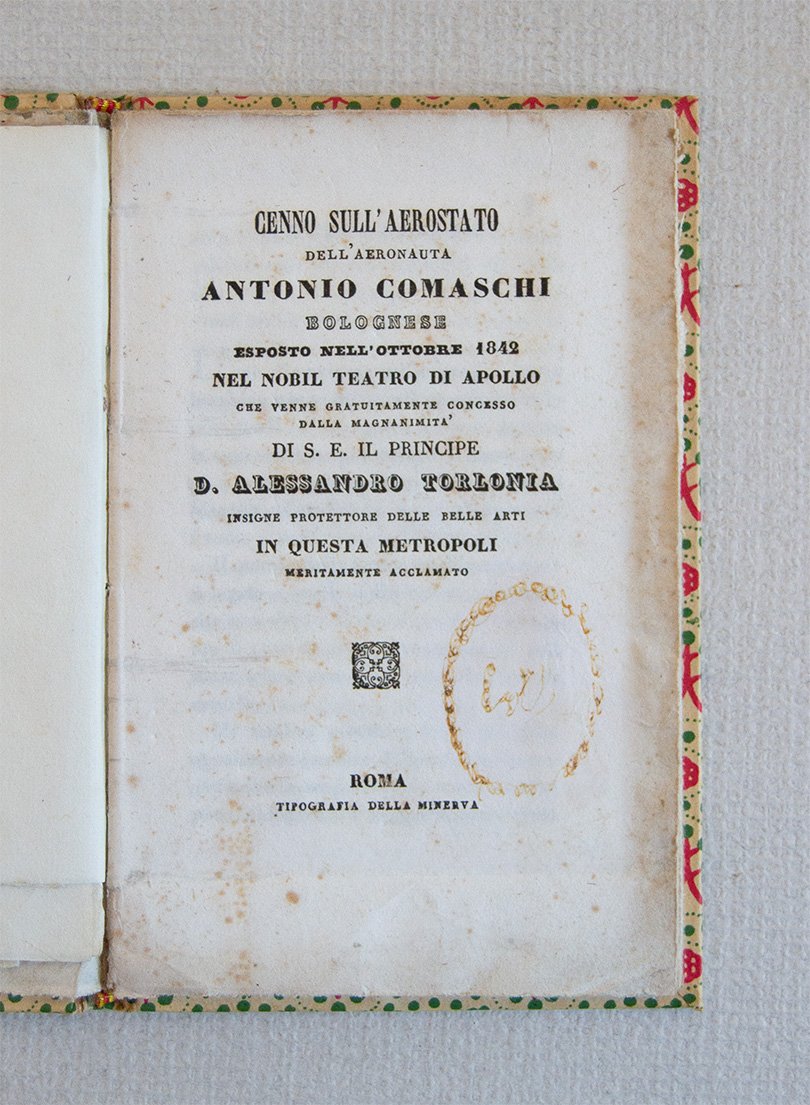 CENNO SULL'AEROSTATO
DELL'AERONAUTA
ANTONIO COMASCHI
BOLOGNESE
ESPOSTO NELL'OTTOBRE 1842
NEL NOBIL TEATRO DI APOLLO
CHE VENNE GRATUITAMENTE CONCESSO
DALLA MAGNANIMITA'
DI S. E. IL PRINCIPE
D. ALESSANDRO TORLONIA
INSIGNE PROTETTORE DELLE BELLE ARTI
IN QUESTA METROPOLI
MERITAMENTE ACCLAMATO
ROMA
TIPOGRAFIA DELLA MINERVA